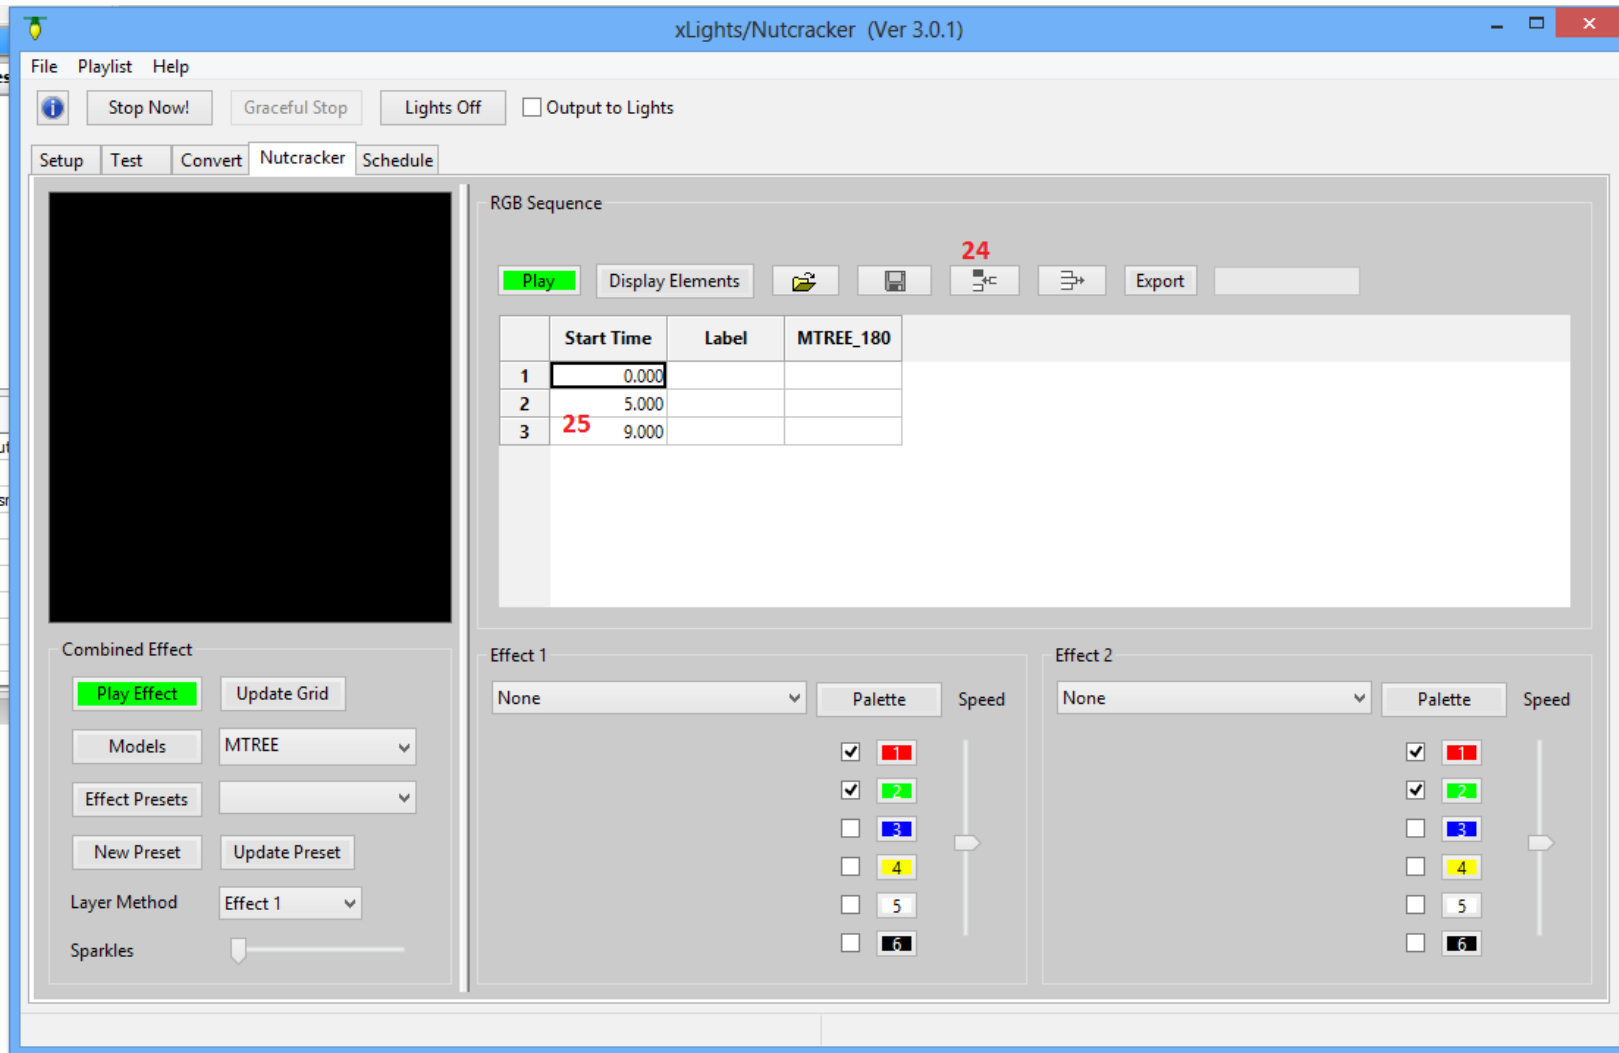 xLights/Nutcracker (Ver 3.0.1)
File Playlist Help
Stop Now! Graceful Stop Lights Off Output to Lights
Setup Test Convert Nutcracker Schedule
RGB Sequence
24
Play Display Elements Export
Start Time Label MTREE_180
1 0.000
2 5.000
25
3 9.000
Combined Effect
Play Effect Update Grid
Models MTREE
Effect Presets
New Preset Update Preset
Layer Method Effect 1
Sparkles
Effect 1
None Palette Speed
1
2
3
4
5
6
Effect 2
None Palette Speed
1
2
3
4
5
6